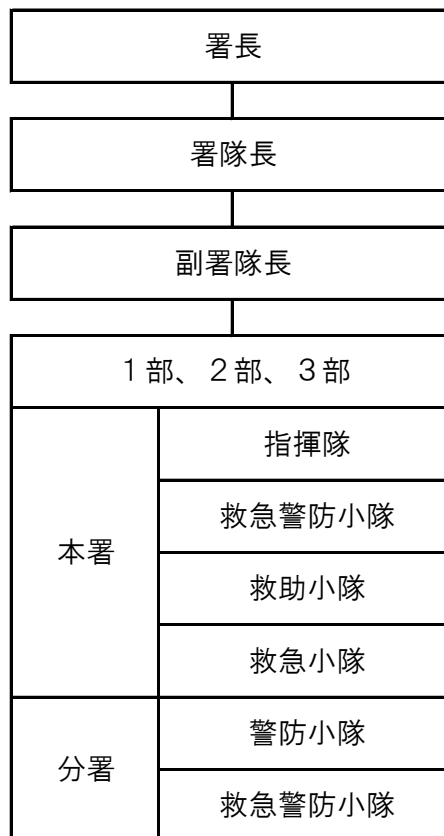 署長
署隊長
副署隊長
１部、２部、３部
本署
指揮隊
救急警防小隊
救助小隊
救急小隊
分署
警防小隊
救急警防小隊